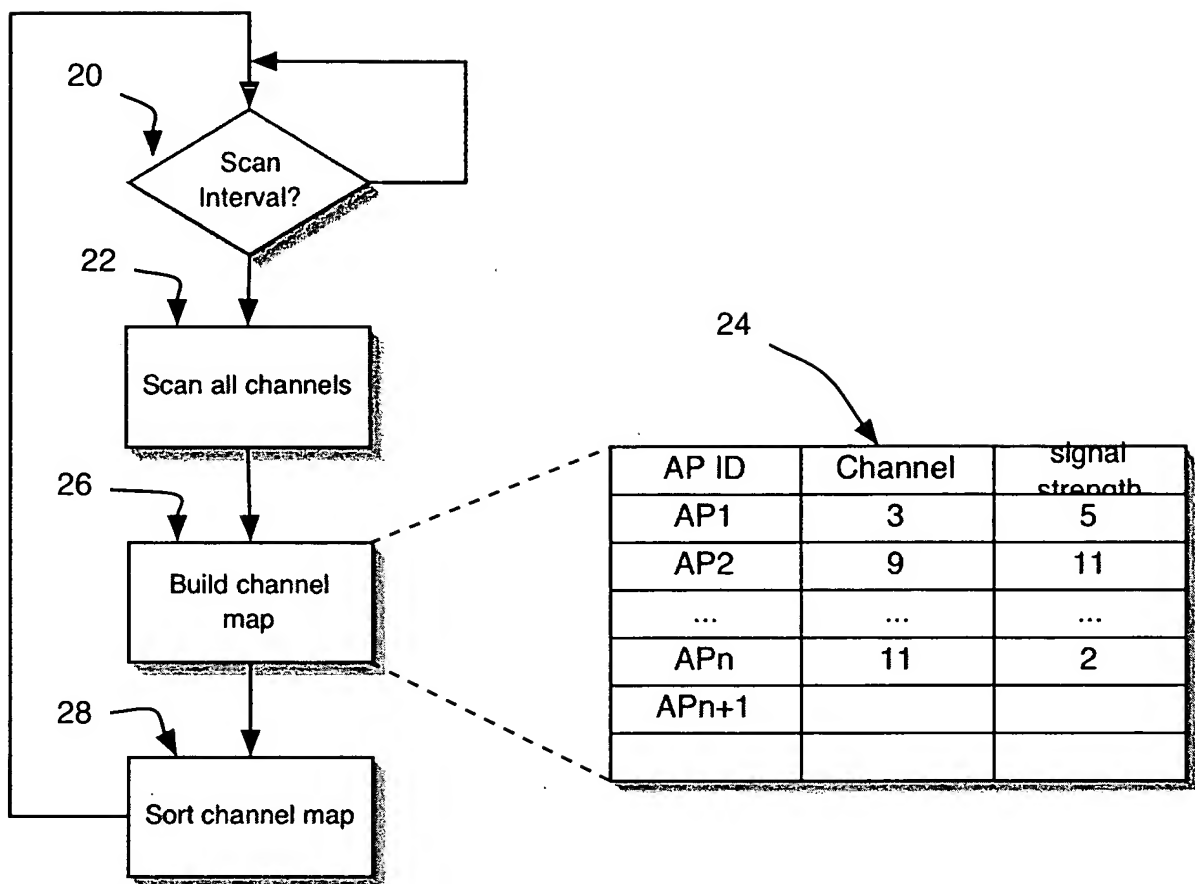 20
Scan
Interval?
22
Scan all channels
24
26
Build channel
map
AP ID Channel signal
strength
AP1 3 5
AP2 9 11
... ... ...
APn 11 2
APn+1
28
Sort channel map